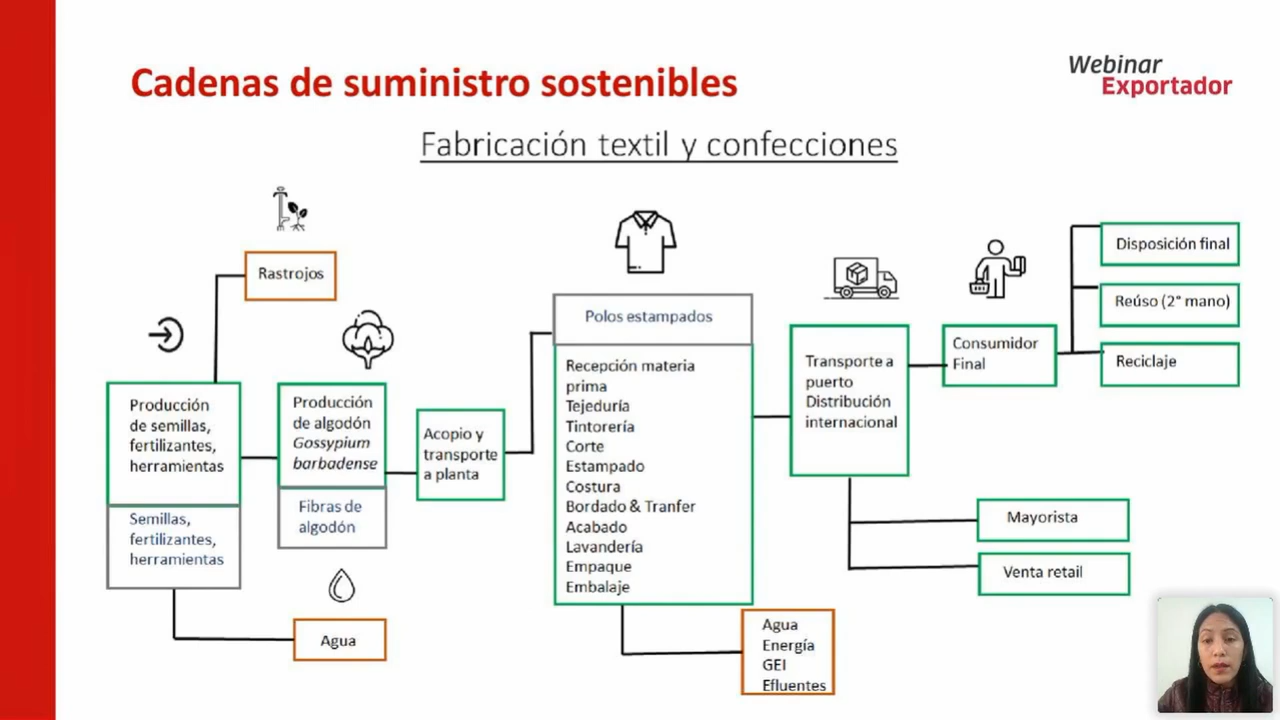 Cadenas de suministro sostenibles
Webinar
Exportador
Fabricación textil y confecciones
Rastrojos
Producción
de semillas,
fertilizantes,
herramientas
Semillas,
fertilizantes,
herramientas
Producción
de algodón
Gossypium
barbadense
Fibras de
algodón
Agua
Acopio y
transporte
a planta
Polos estampados
Recepción materia
prima
Tejeduría
Tintorería
Corte
Estampado
Costura
Bordado & Tranfer
Acabado
Lavandería
Empaque
Embalaje
Agua
Energía
GEI
Efluentes
Transporte a
puerto
Distribución
internacional
Consumidor
Final
Disposición final
Reúso (2° mano)
Reciclaje
Mayorista
Venta retail